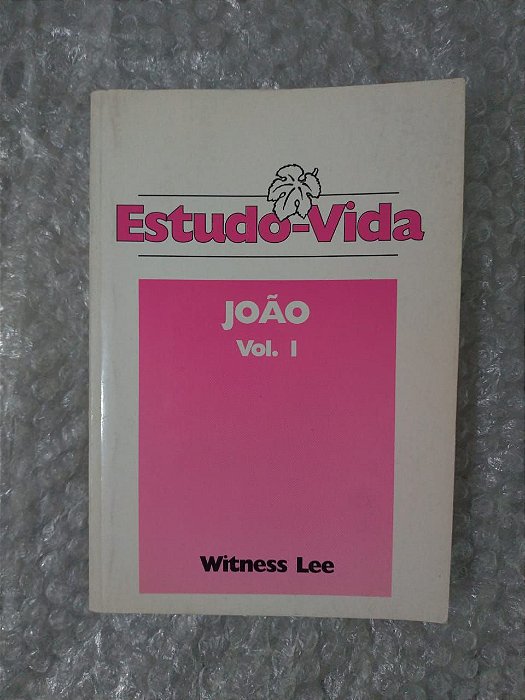 Estudo-Vida
JOÃO
Vol. I
Witness Lee